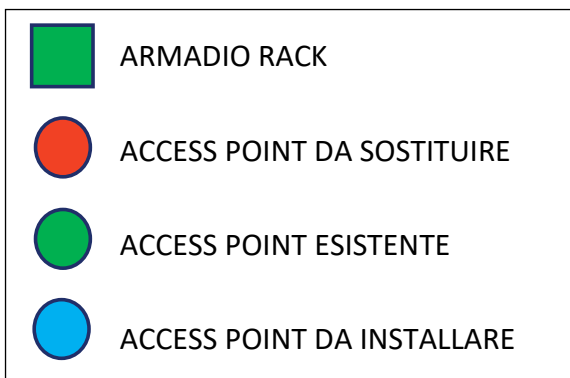 ARMADIO RACK
ACCESS POINT DA SOSTITUIRE
ACCESS POINT ESISTENTE
ACCESS POINT DA INSTALLARE